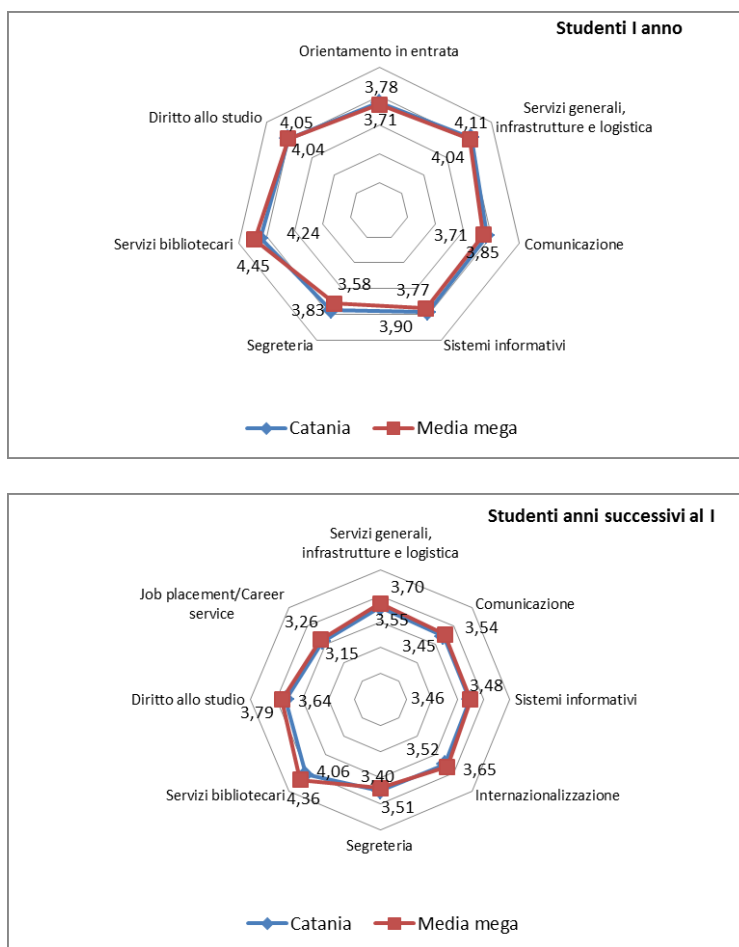 Studenti I anno
Orientamento in entrata
3,78
3,71
Diritto allo studio
4,05
4,04
Servizi generali,
infrastrutture e logistica
4,11
4,04
Servizi bibliotecari
4,24
4,45
3,71
3,85
Comunicazione
3,58
3,83
3,77
3,90
Segreteria
Sistemi informativi
Catania
Media mega
Studenti anni successivi al I
Servizi generali,
infrastrutture e logistica
3,70
3,55
Job placement/Career
service
3,26
3,15
Comunicazione
3,54
3,45
Diritto allo studio
3,79
3,64
3,46
3,48
Sistemi informativi
3,52
3,65
Internazionalizzazione
4,06
4,36
Servizi bibliotecari
3,40
3,51
Segreteria
Catania
Media mega